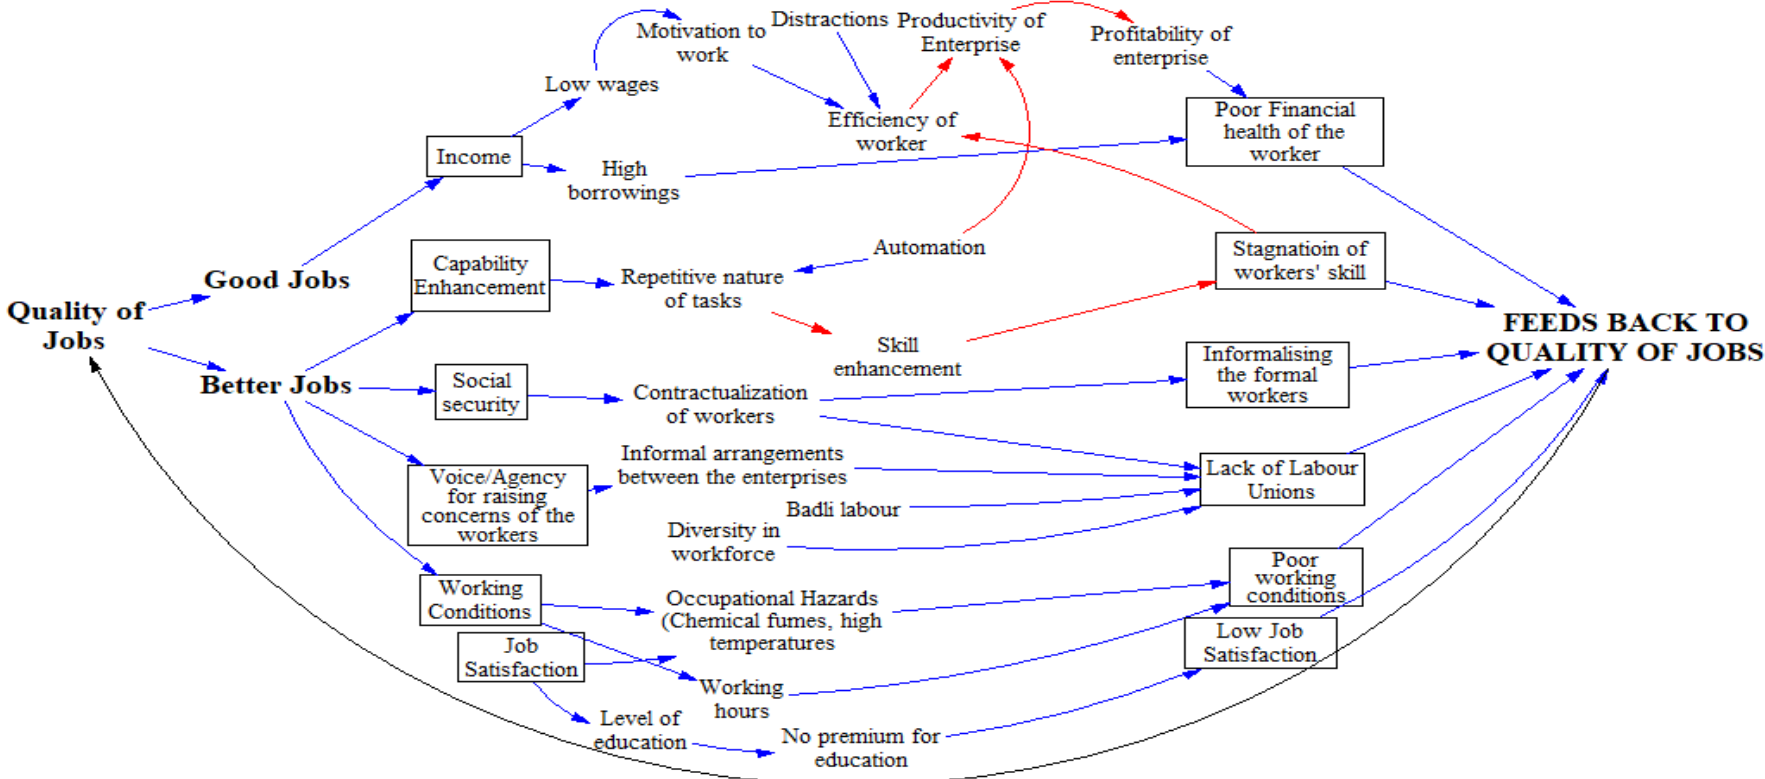 Motivation to
work
Distractions
Productivity of
Enterprise
Profitability of
enterprise
Low wages
Efficiency of
worker
Poor Financial
health of the
worker
Income
High
borrowings
Automation
Stagnatioin of
workers' skill
Capability
Enhancement
Repetitive nature
of tasks
Good Jobs
Quality of
Jobs
Skill
enhancement
FEEDS BACK TO
QUALITY OF JOBS
Better Jobs
Social
security
Contractualization
of workers
Informalising
the formal
workers
Voice/Agency
for raising
concerns of the
workers
Informal arrangements
between the enterprises
Lack of Labour
Unions
Badli labour
Diversity in
workforce
Working
Conditions
Occupational Hazards
(Chemical fumes, high
temperatures
Poor
working
conditions
Job
Satisfaction
Low Job
Satisfaction
Working
hours
Level of
education
No premium for
education